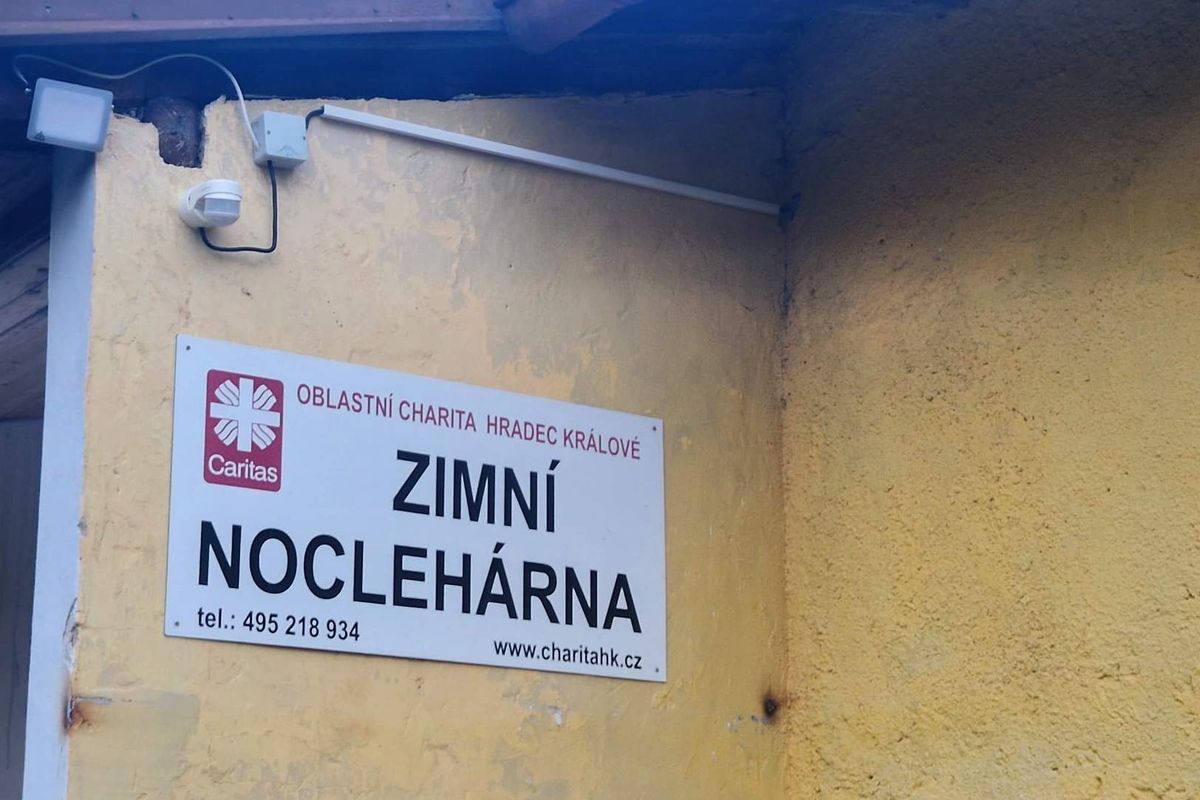 Caritas
OBLASTNÍ CHARITA HRADEC KRÁLOVÉ
ZIMNÍ
NOCLEHÁRNA
tel.: 495 218 934
www.charitahk.cz